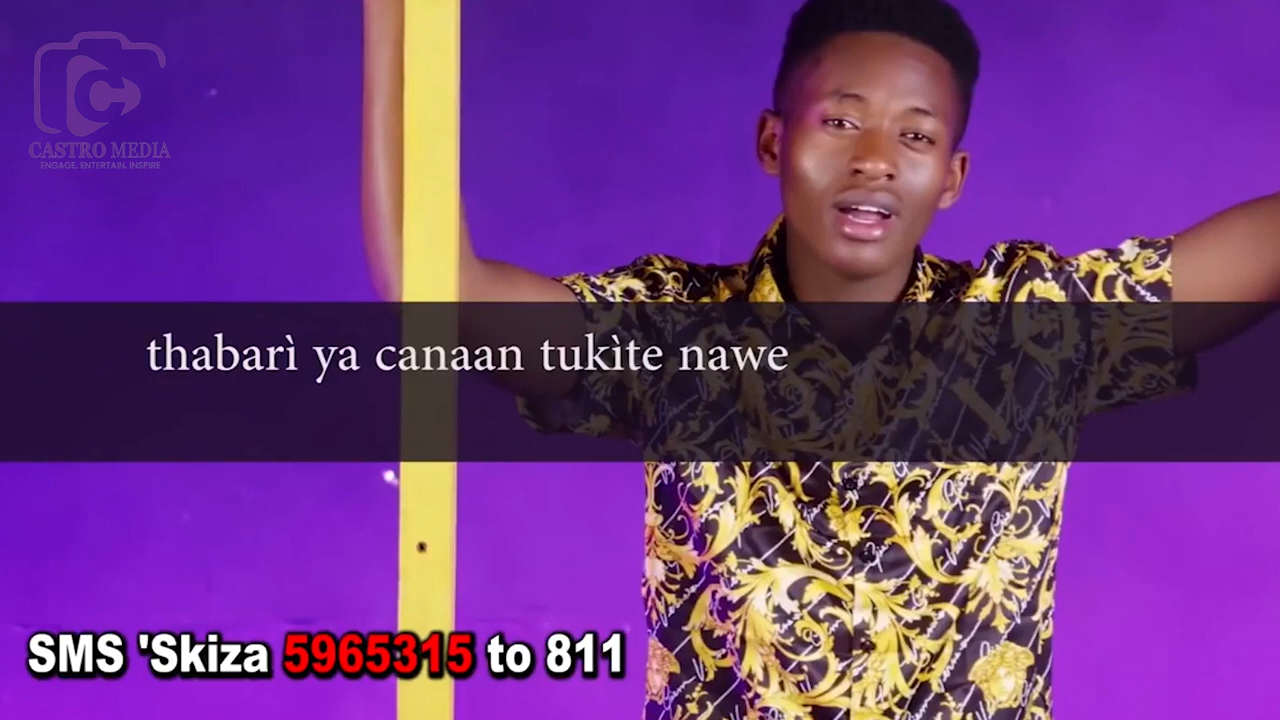 CASTRO MEDIA
ENGAGE. ENTERTAIN. INSPIRE
thabarì ya canaan tukìte nawe
SMS 'Skiza 5965315 to 811